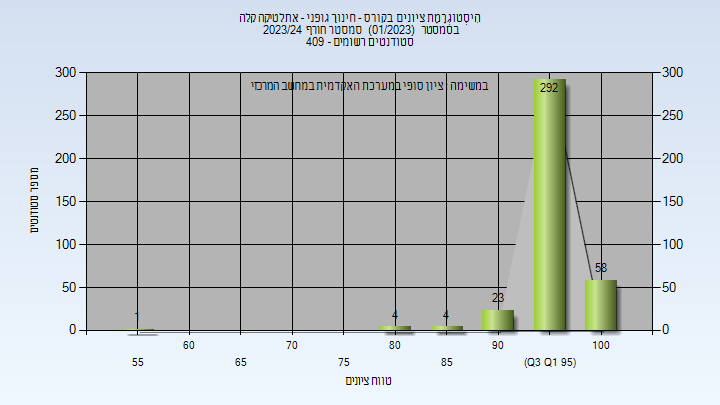 היסטוגרמת ציונים בקורס - חינוך גופני - אתלטיקה קלה
בסמסטר (01/2023) סמסטר חורף 2023/24
סטודנטים רשומים - 409
במשימה : ציון סופי במערכת האקדמית במחשב המרכזי
מספר סטודנטים
300 300
250 250
200 200
150 150
100 100
50 50
0 0
1 4 4 23 292 58
60 70 80 90 100
55 65 75 85 (Q3 Q1 95)
טווח ציונים